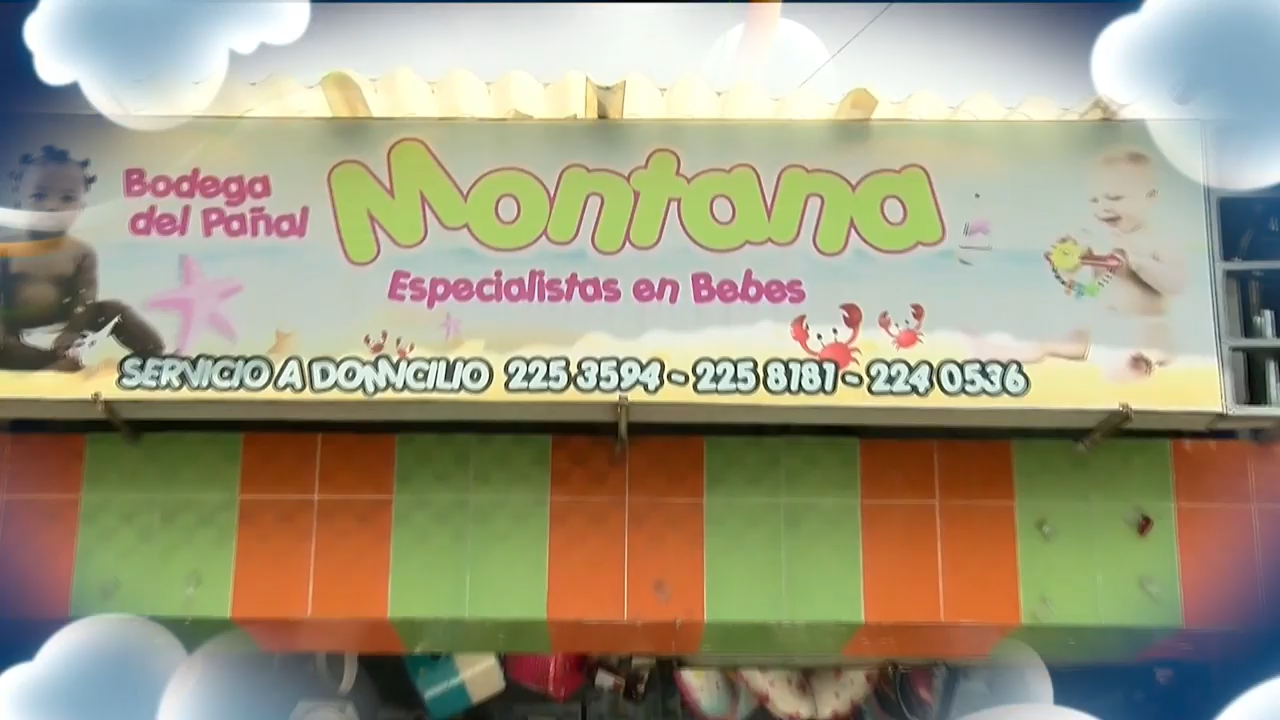 Bodega
del Pañal
Montana
Especialistas en Bebes
SERVICIO A DOMICILIO 225 3594 - 225 8181 - 224 0536